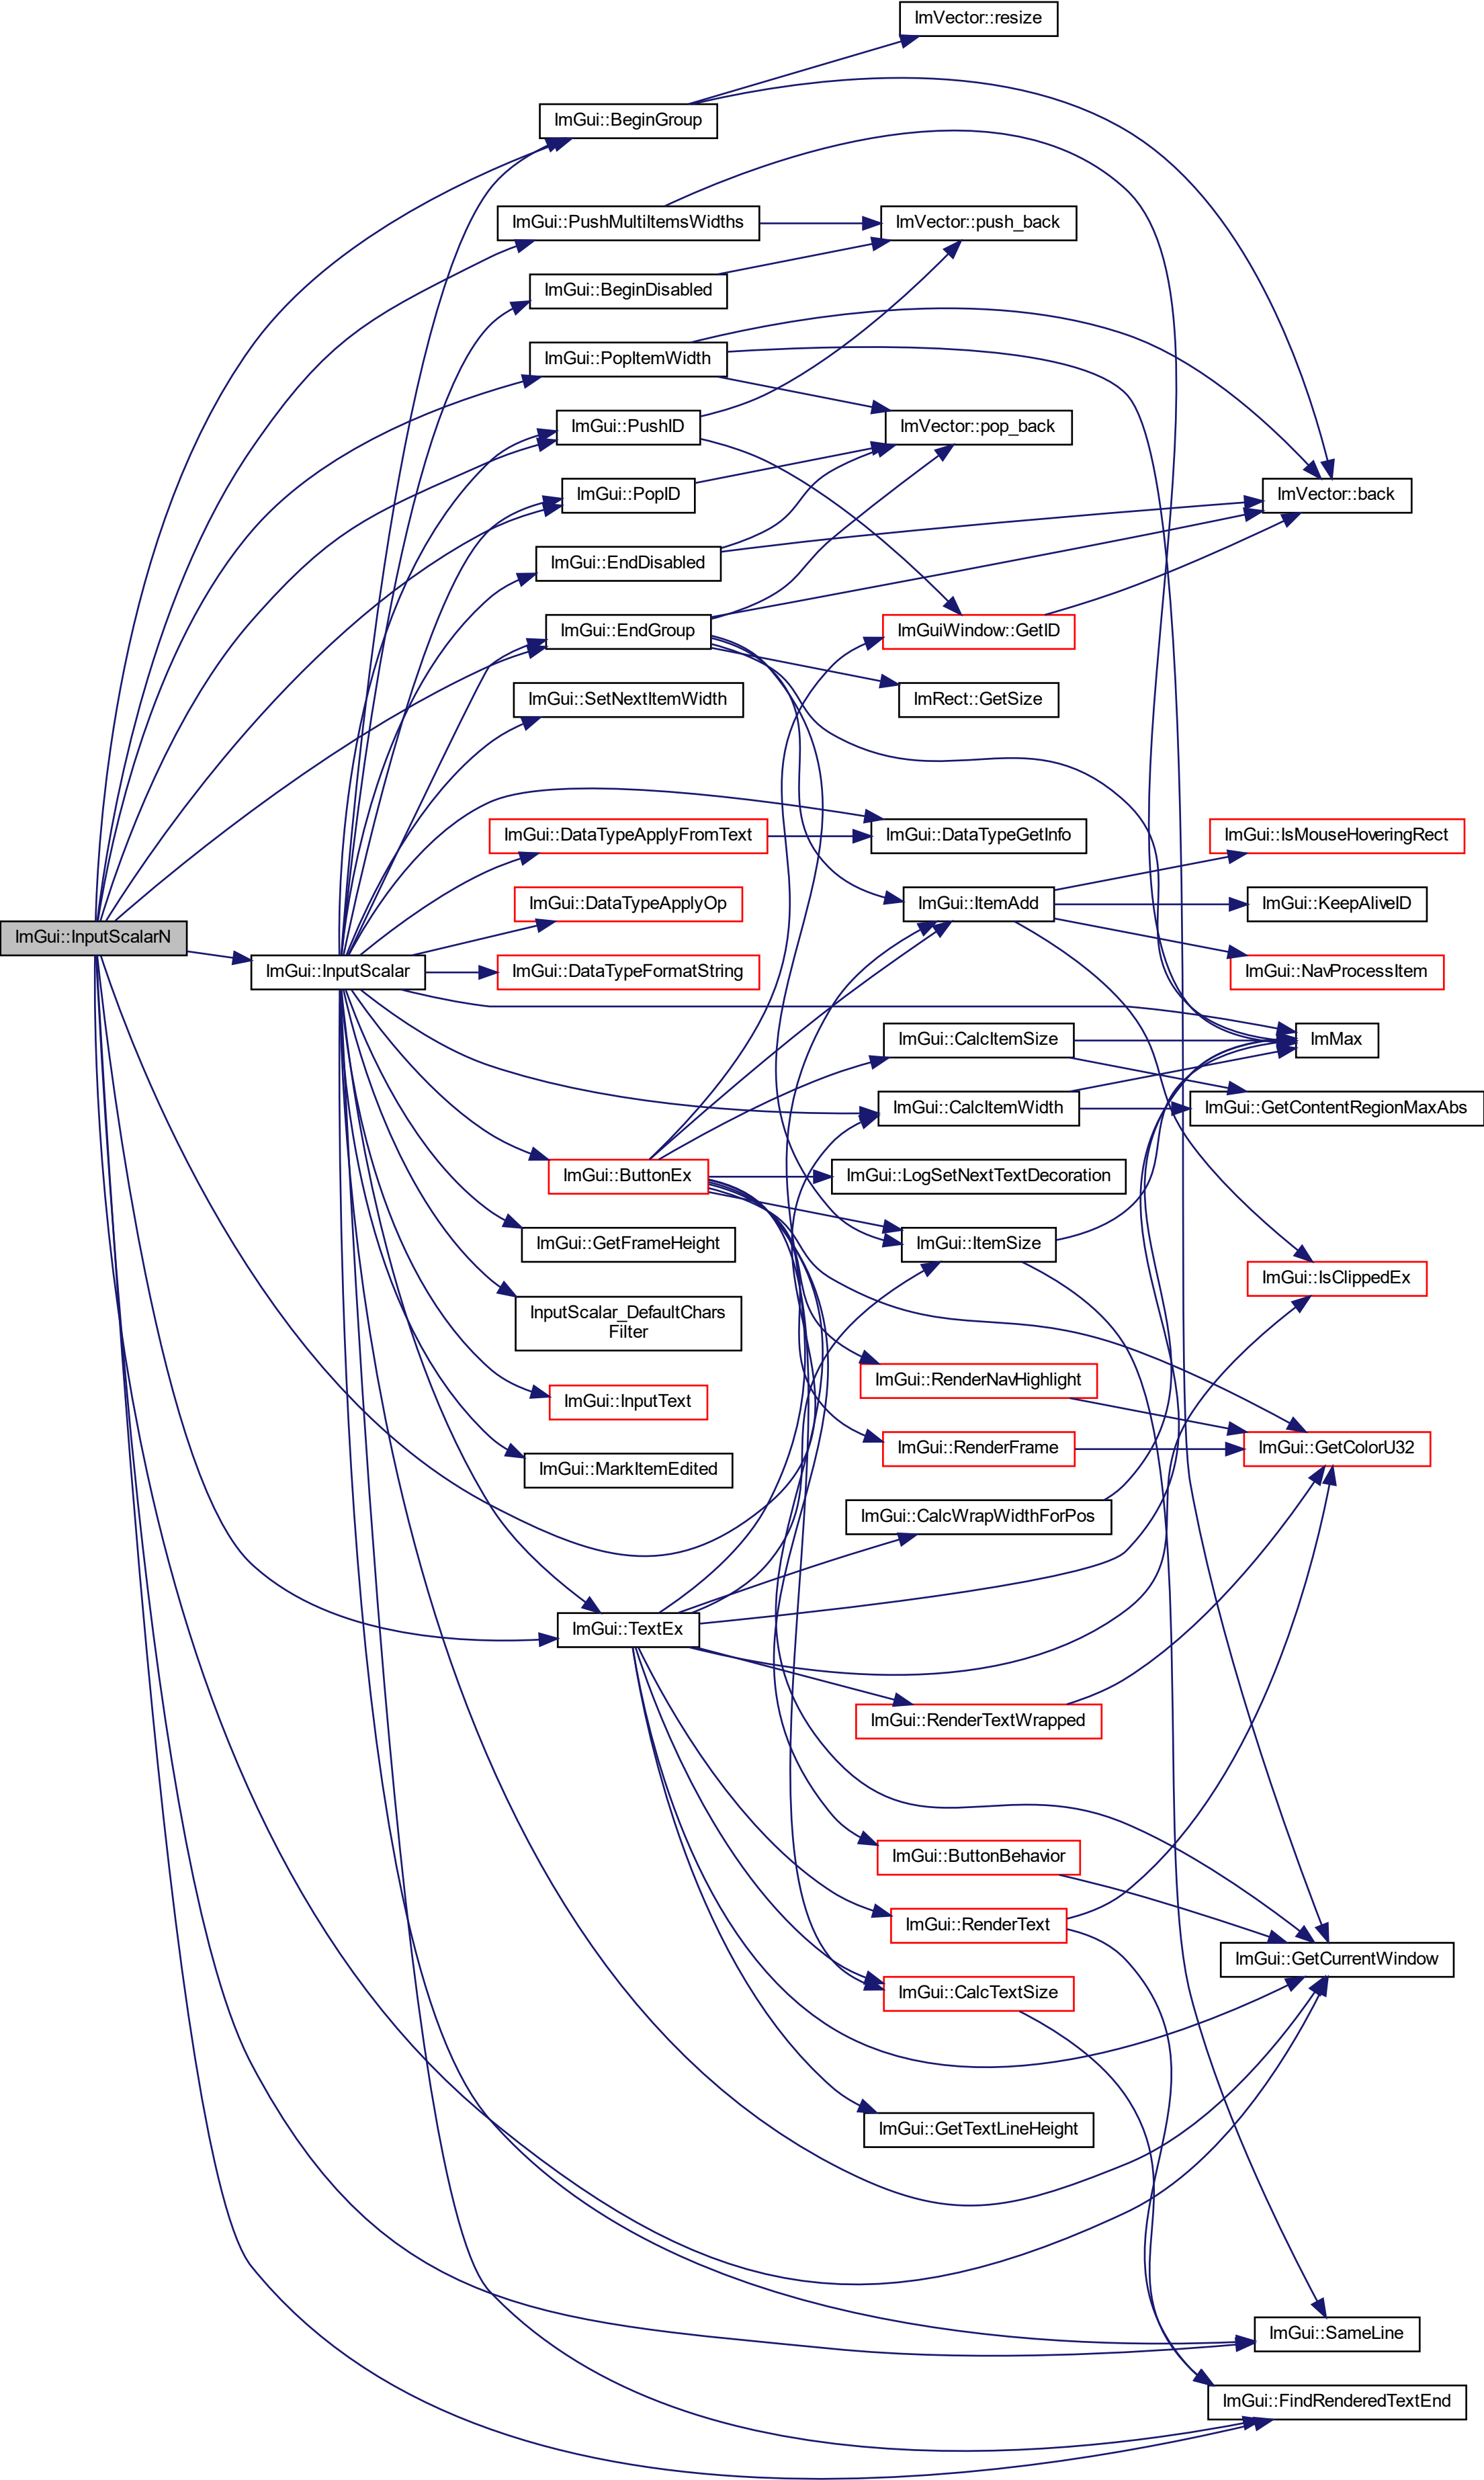 ImVector::resize
ImGui::BeginGroup
ImGui::PushMultiItemsWidths
ImVector::push_back
ImGui::BeginDisabled
ImGui::PopItemWidth
ImGui::PushID
ImVector::pop_back
ImGui::PopID
ImVector::back
ImGui::EndDisabled
ImGui::EndGroup
ImGuiWindow::GetID
ImGui::SetNextItemWidth
ImRect::GetSize
ImGui::DataTypeApplyFromText
ImGui::DataTypeGetInfo
ImGui::IsMouseHoveringRect
ImGui::DataTypeApplyOp
ImGui::ItemAdd
ImGui::KeepAliveID
ImGui::InputScalarN
ImGui::InputScalar
ImGui::DataTypeFormatString
ImGui::NavProcessItem
ImGui::CalcItemSize
ImMax
ImGui::CalcItemWidth
ImGui::GetContentRegionMaxAbs
ImGui::ButtonEx
ImGui::LogSetNextTextDecoration
ImGui::GetFrameHeight
ImGui::ItemSize
ImGui::IsClippedEx
InputScalar_DefaultChars
Filter
ImGui::RenderNavHighlight
ImGui::InputText
ImGui::RenderFrame
ImGui::GetColorU32
ImGui::MarkItemEdited
ImGui::CalcWrapWidthForPos
ImGui::TextEx
ImGui::RenderTextWrapped
ImGui::ButtonBehavior
ImGui::RenderText
ImGui::GetCurrentWindow
ImGui::CalcTextSize
ImGui::GetTextLineHeight
ImGui::SameLine
ImGui::FindRenderedTextEnd